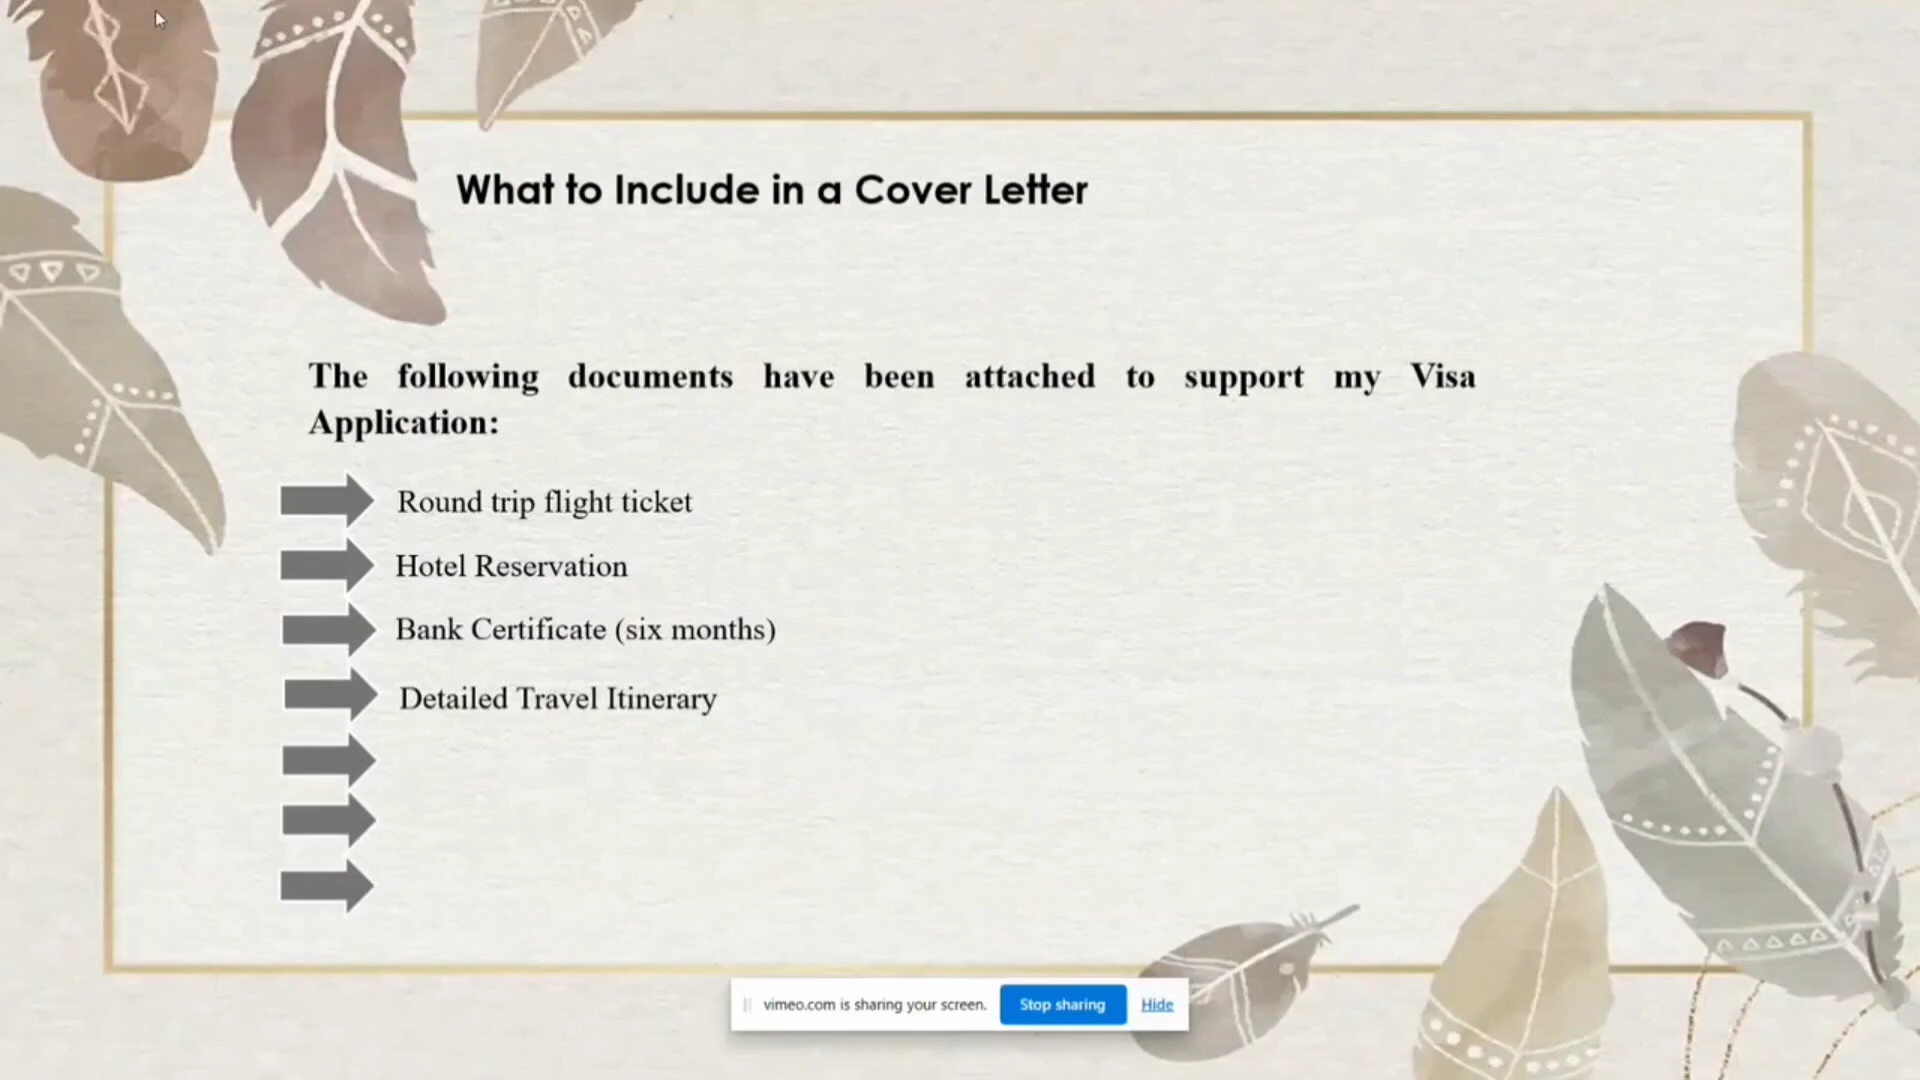 What to Include in a Cover Letter
The following documents have been attached to support my Visa
Application:
Round trip flight ticket
Hotel Reservation
Bank Certificate (six months)
Detailed Travel Itinerary
vimeo.com is sharing your screen. Stop sharing Hide